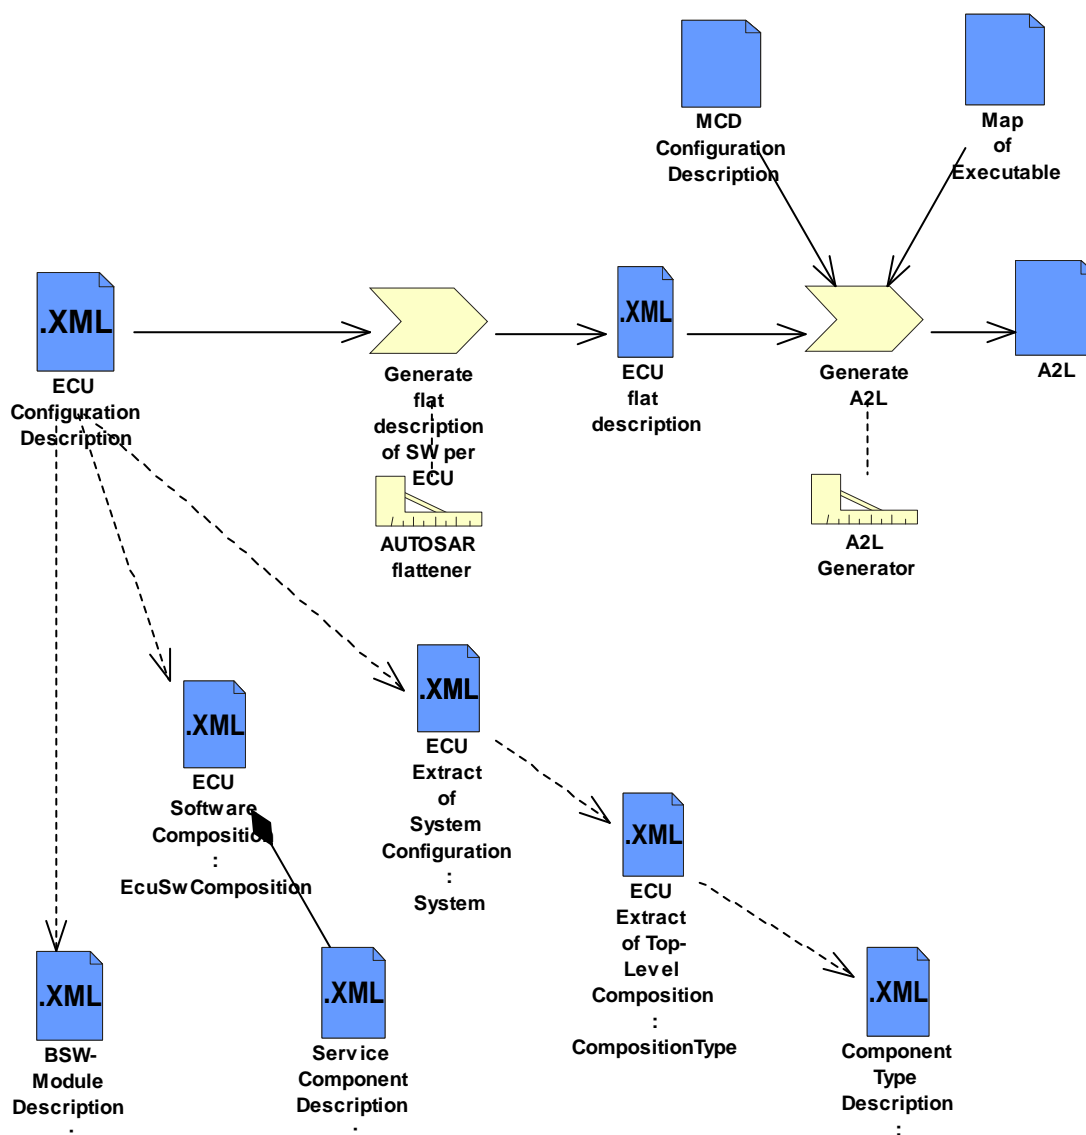 MCD
Configuration
Description
Map
of
Executable
.XML
ECU
Configuration
Description
Generate
flat
description
of SW per
ECU
.XML
ECU
flat
description
Generate
A2L
A2L
AUTOSAR
flattener
A2L
Generator
.XML
ECU
Software
Composition
:
EcuSwComposition
.XML
ECU
Extract
of
System
Configuration
:
System
.XML
ECU
Extract
of Top-
Level
Composition
:
CompositionType
.XML
BSW-
Module
Description
:
.XML
Service
Component
Description
:
.XML
Component
Type
Description
: